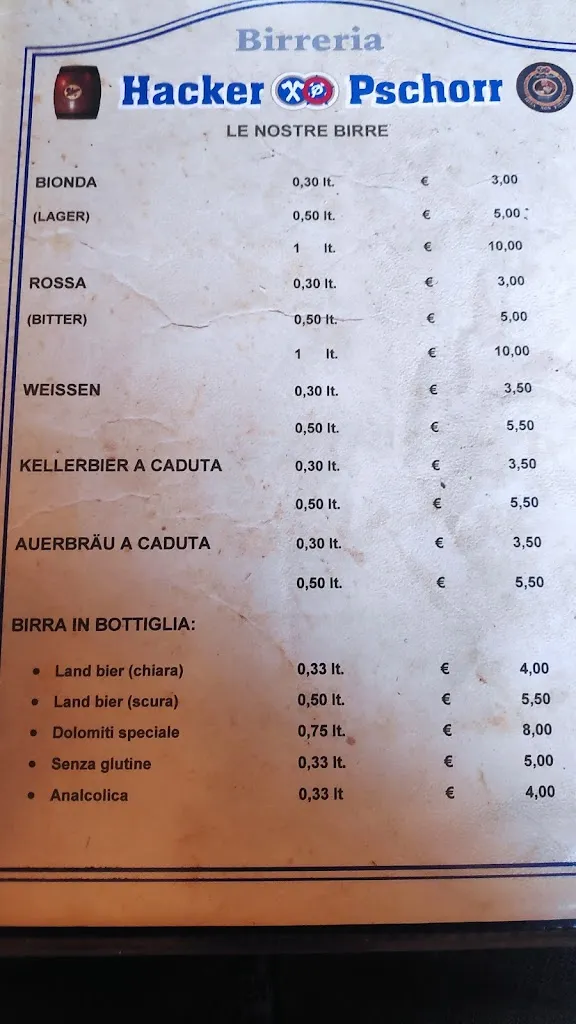 Birreria
Hacker Pschorr
LE NOSTRE BIRRE
BIONDA 0,30 lt. € 3,00
(LAGER) 0,50 lt. € 5,00
1 lt. € 10,00
ROSSA 0,30 lt. € 3,00
(BITTER) 0,50 lt. € 5,00
1 lt. € 10,00
WEISSEN 0,30 lt. € 3,50
0,50 lt. € 5,50
KELLERBIER A CADUTA 0,30 lt. € 3,50
0,50 lt. € 5,50
AUERBRÄU A CADUTA 0,30 lt. € 3,50
0,50 lt. € 5,50
BIRRA IN BOTTIGLIA:
• Land bier (chiara) 0,33 lt. € 4,00
• Land bier (scura) 0,50 lt. € 5,50
• Dolomiti speciale 0,75 lt. € 8,00
• Senza glutine 0,33 lt. € 5,00
• Analcolica 0,33 lt € 4,00